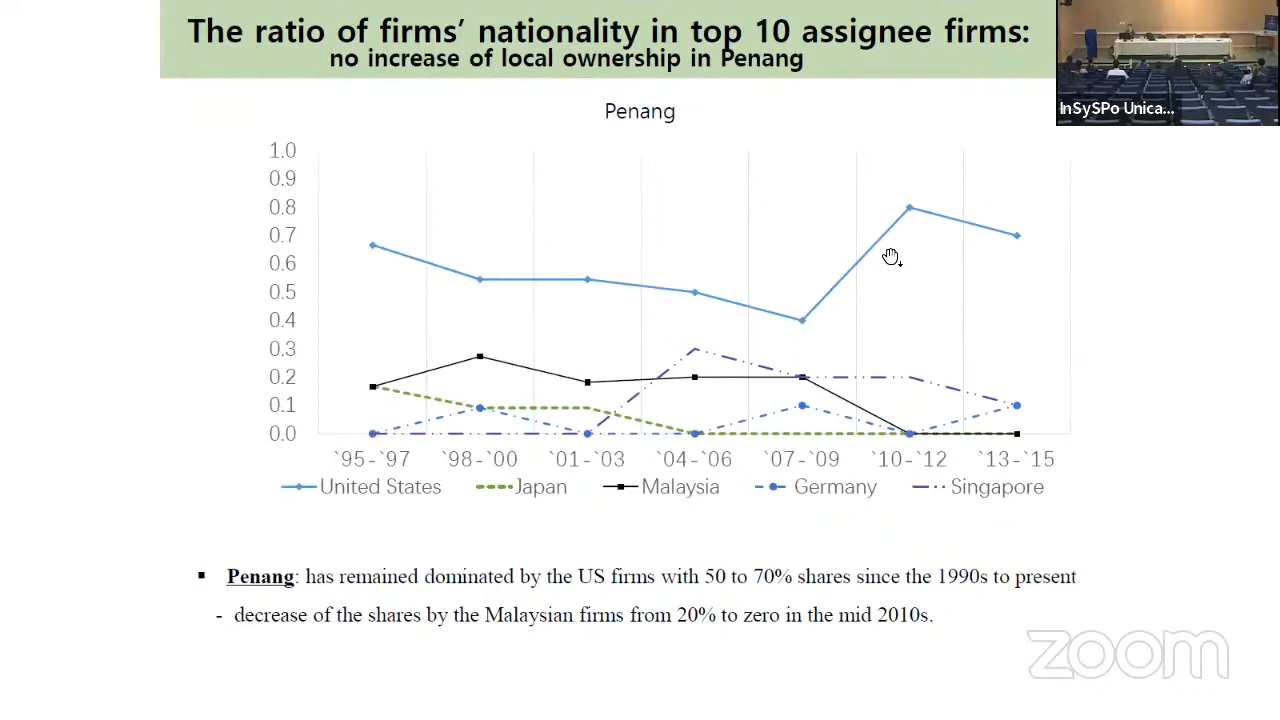 The ratio of firms' nationality in top 10 assignee firms:
no increase of local ownership in Penang
InSySPo Unica...
Penang
1.0
0.9
0.8
0.7
0.6
0.5
0.4
0.3
0.2
0.1
0.0
`95-`97 `98-`00 `01-`03 `04-`06 `07-`09 `10-`12 `13-`15
United States Japan Malaysia Germany Singapore
▪ Penang: has remained dominated by the US firms with 50 to 70% shares since the 1990s to present
- decrease of the shares by the Malaysian firms from 20% to zero in the mid 2010s.
zoom